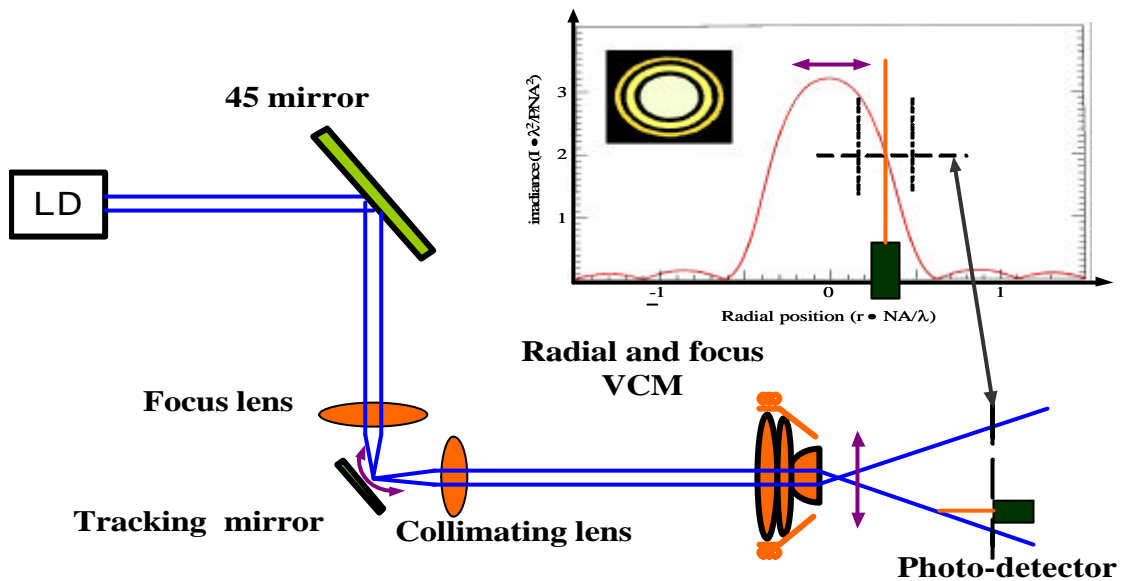 45 mirror
LD
irradiance (I • λ²/P.NA²)
3
2
1
-1
0
1
Radial position (r • NA/λ)
Radial and focus
VCM
Focus lens
Tracking mirror
Collimating lens
Photo-detector